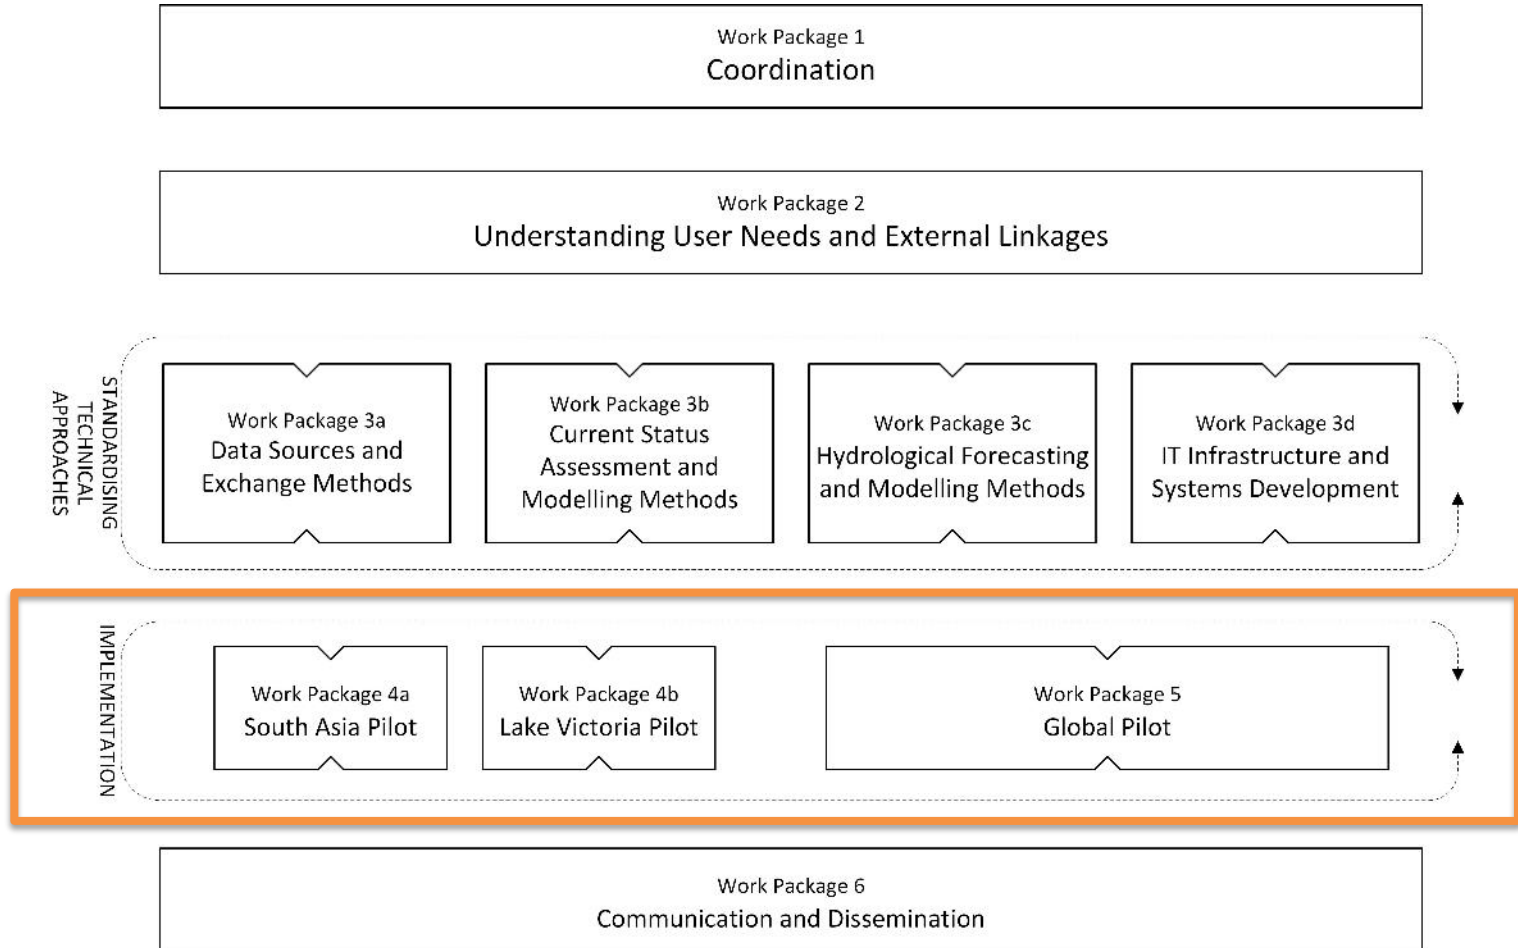 Work Package 1
Coordination
Work Package 2
Understanding User Needs and External Linkages
STANDARDISING
TECHNICAL
APPROACHES
Work Package 3a
Data Sources and
Exchange Methods
Work Package 3b
Current Status
Assessment and
Modelling Methods
Work Package 3c
Hydrological Forecasting
and Modelling Methods
Work Package 3d
IT Infrastructure and
Systems Development
IMPLEMENTATION
Work Package 4a
South Asia Pilot
Work Package 4b
Lake Victoria Pilot
Work Package 5
Global Pilot
Work Package 6
Communication and Dissemination